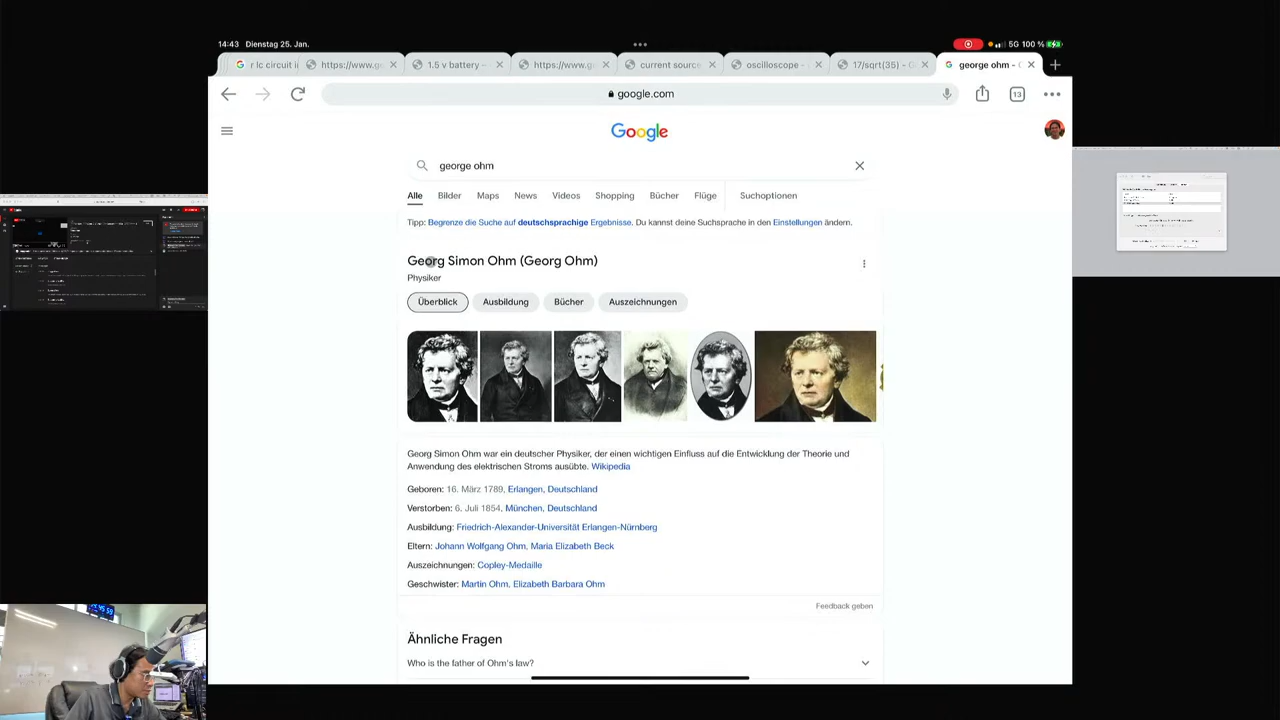 14:43 Dienstag 25. Jan.
5G 100 %
r lc circuit i
https://www.g
1.5 v battery –
https://www.g
current source
oscilloscope -
17/sqrt(35) - G
george ohm -
google.com
13
Google
george ohm
Alle Bilder Maps News Videos Shopping Bücher Flüge Suchoptionen
Tipp: Begrenze die Suche auf deutschsprachige Ergebnisse. Du kannst deine Suchsprache in den Einstellungen ändern.
Georg Simon Ohm (Georg Ohm)
Physiker
Überblick Ausbildung Bücher Auszeichnungen
Georg Simon Ohm war ein deutscher Physiker, der einen wichtigen Einfluss auf die Entwicklung der Theorie und
Anwendung des elektrischen Stroms ausübte. Wikipedia
Geboren: 16. März 1789, Erlangen, Deutschland
Verstorben: 6. Juli 1854, München, Deutschland
Ausbildung: Friedrich-Alexander-Universität Erlangen-Nürnberg
Eltern: Johann Wolfgang Ohm, Maria Elizabeth Beck
Auszeichnungen: Copley-Medaille
Geschwister: Martin Ohm, Elizabeth Barbara Ohm
Feedback geben
Ähnliche Fragen
Who is the father of Ohm's law?